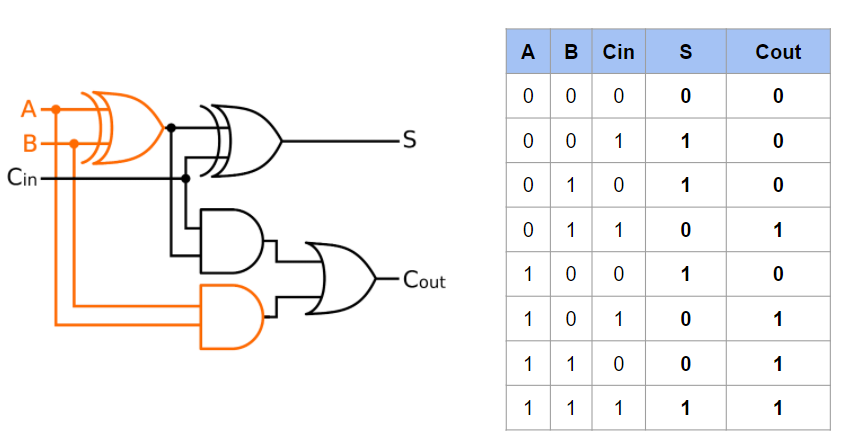 A
B
Cin
S
Cout
A B Cin S Cout
0 0 0 0 0
0 0 1 1 0
0 1 0 1 0
0 1 1 0 1
1 0 0 1 0
1 0 1 0 1
1 1 0 0 1
1 1 1 1 1